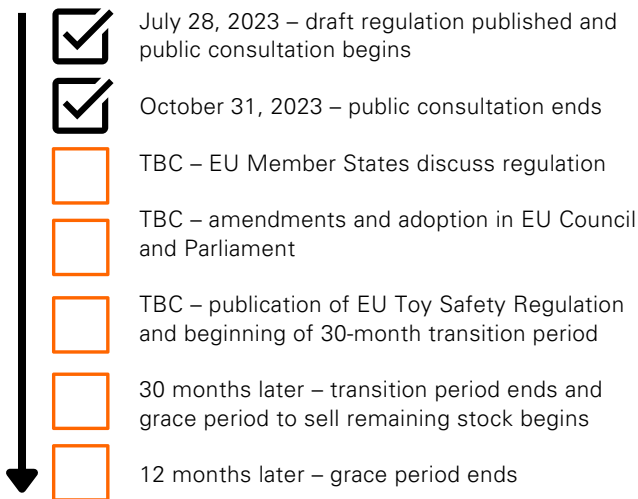 July 28, 2023 – draft regulation published and
public consultation begins
October 31, 2023 – public consultation ends
TBC – EU Member States discuss regulation
TBC – amendments and adoption in EU Council
and Parliament
TBC – publication of EU Toy Safety Regulation
and beginning of 30-month transition period
30 months later – transition period ends and
grace period to sell remaining stock begins
12 months later – grace period ends